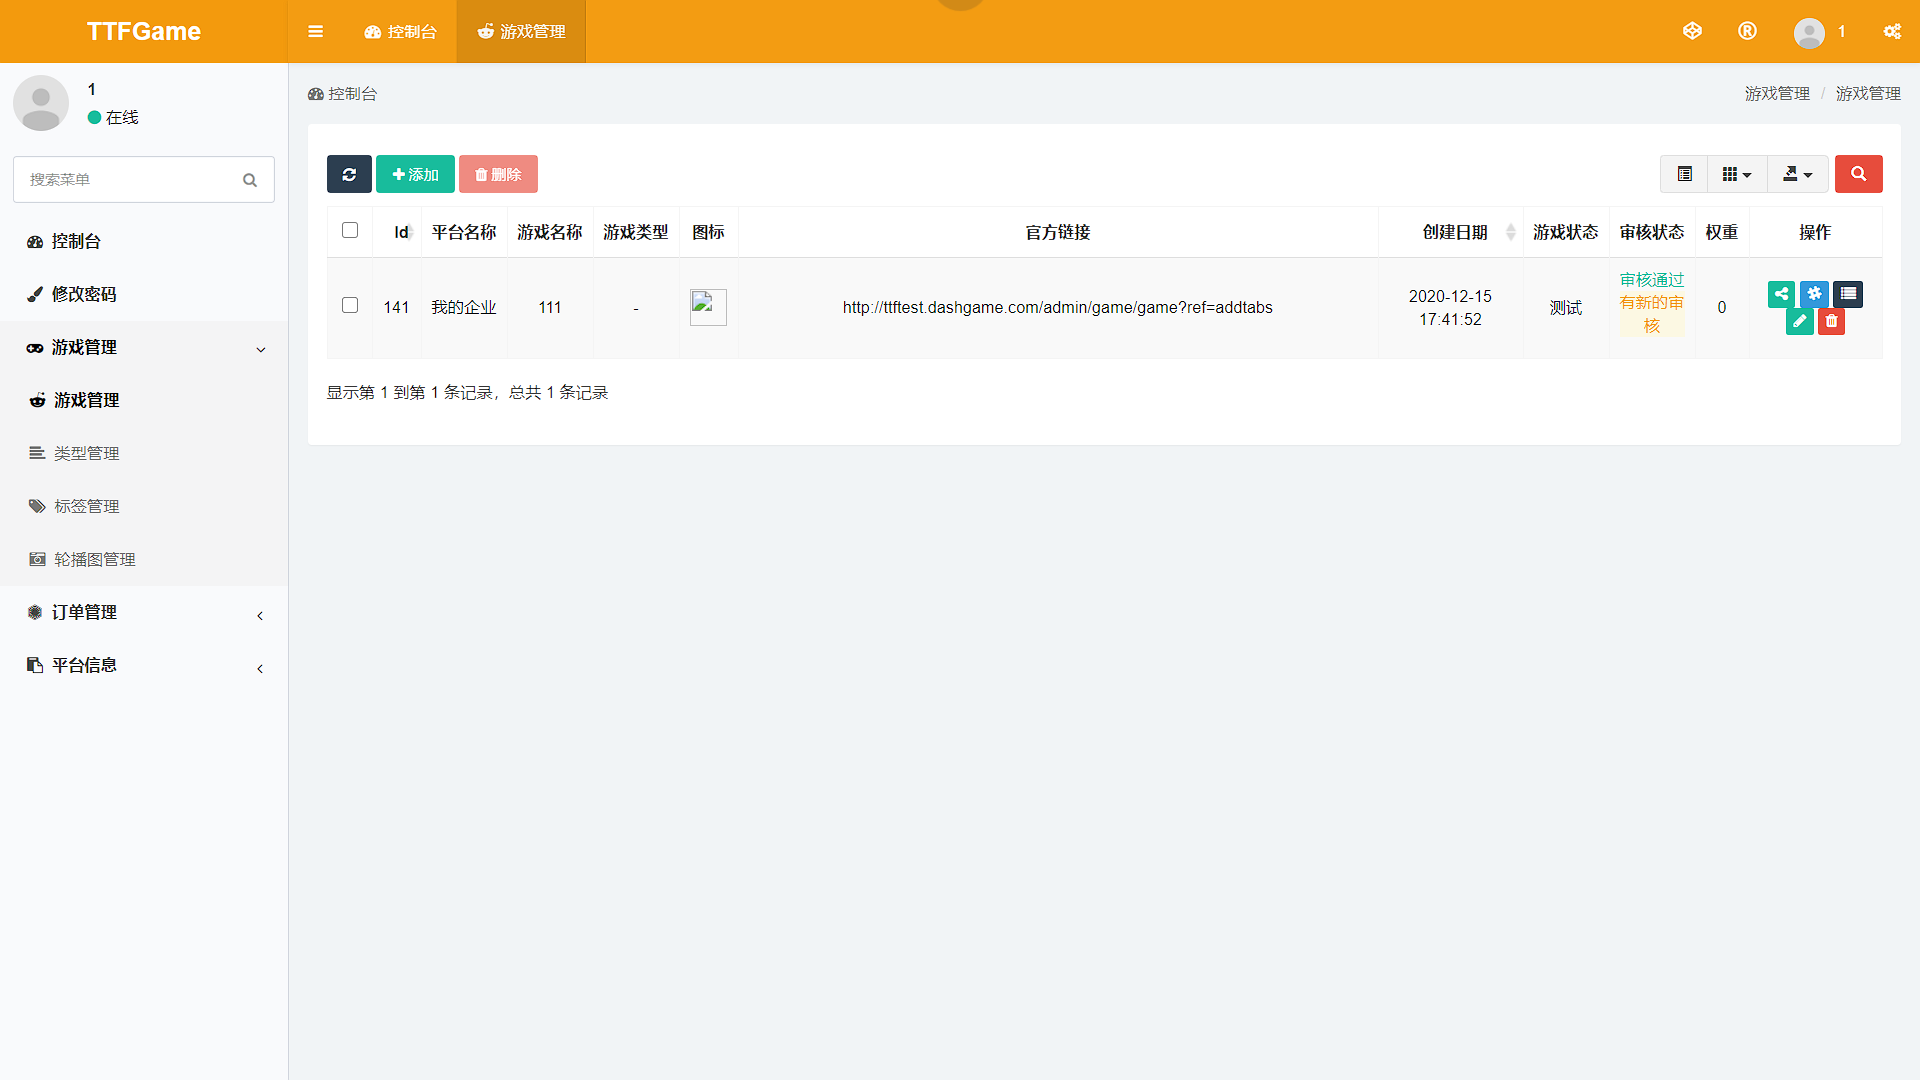 TTFGame
控制台
游戏管理
1
1
在线
搜索菜单
控制台
修改密码
游戏管理
游戏管理
类型管理
标签管理
轮播图管理
订单管理
平台信息
控制台
游戏管理 / 游戏管理
添加
删除
Id 平台名称 游戏名称 游戏类型 图标 官方链接 创建日期 游戏状态 审核状态 权重 操作
141 我的企业 111 - http://ttftest.dashgame.com/admin/game/game?ref=addtabs 2020-12-15
17:41:52
测试
审核通过
有新的审
核
0
显示第 1 到第 1 条记录，总共 1 条记录